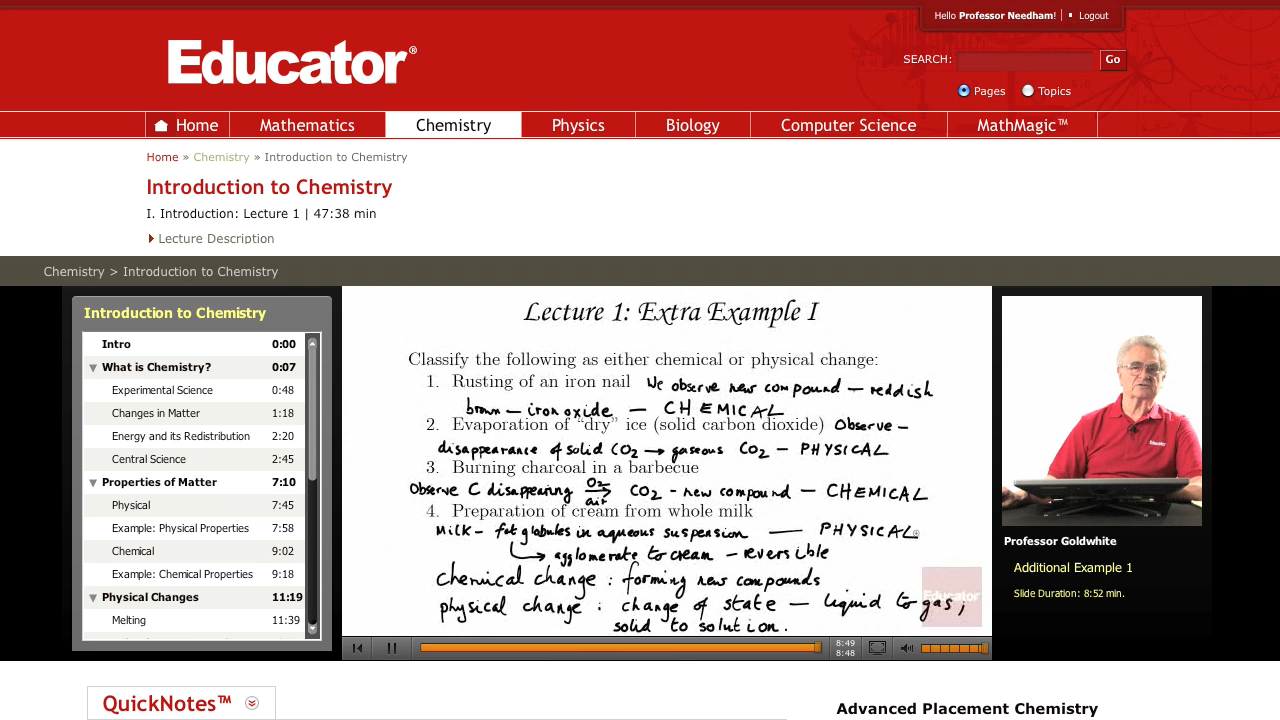 Hello Professor Needham! Logout
Educator®
SEARCH: Go
Pages Topics
Home Mathematics Chemistry Physics Biology Computer Science MathMagic™
Home » Chemistry » Introduction to Chemistry
Introduction to Chemistry
I. Introduction: Lecture 1 | 47:38 min
Lecture Description
Chemistry > Introduction to Chemistry
Introduction to Chemistry
Intro 0:00
What is Chemistry? 0:07
Experimental Science 0:48
Changes in Matter 1:18
Energy and its Redistribution 2:20
Central Science 2:45
Properties of Matter 7:10
Physical 7:45
Example: Physical Properties 7:58
Chemical 9:02
Example: Chemical Properties 9:18
Physical Changes 11:19
Melting 11:39
Lecture 1: Extra Example I
Classify the following as either chemical or physical change:
1. Rusting of an iron nail We observe new compound — reddish
brown — iron oxide — CHEMICAL
2. Evaporation of "dry" ice (solid carbon dioxide) Observe —
disappearance of solid CO2 → gaseous CO2 — PHYSICAL
3. Burning charcoal in a barbecue
Observe C disappearing O2 → air CO2 - new compound — CHEMICAL
4. Preparation of cream from whole milk
Milk - fat globules in aqueous suspension — PHYSICAL
→ agglomerate to cream - reversible
Chemical change : forming new compounds
physical change : change of state — liquid to gas;
solid to solution.
Educator
8:49
8:48
Educator
Professor Goldwhite
Additional Example 1
Slide Duration: 8:52 min.
QuickNotes™
Advanced Placement Chemistry